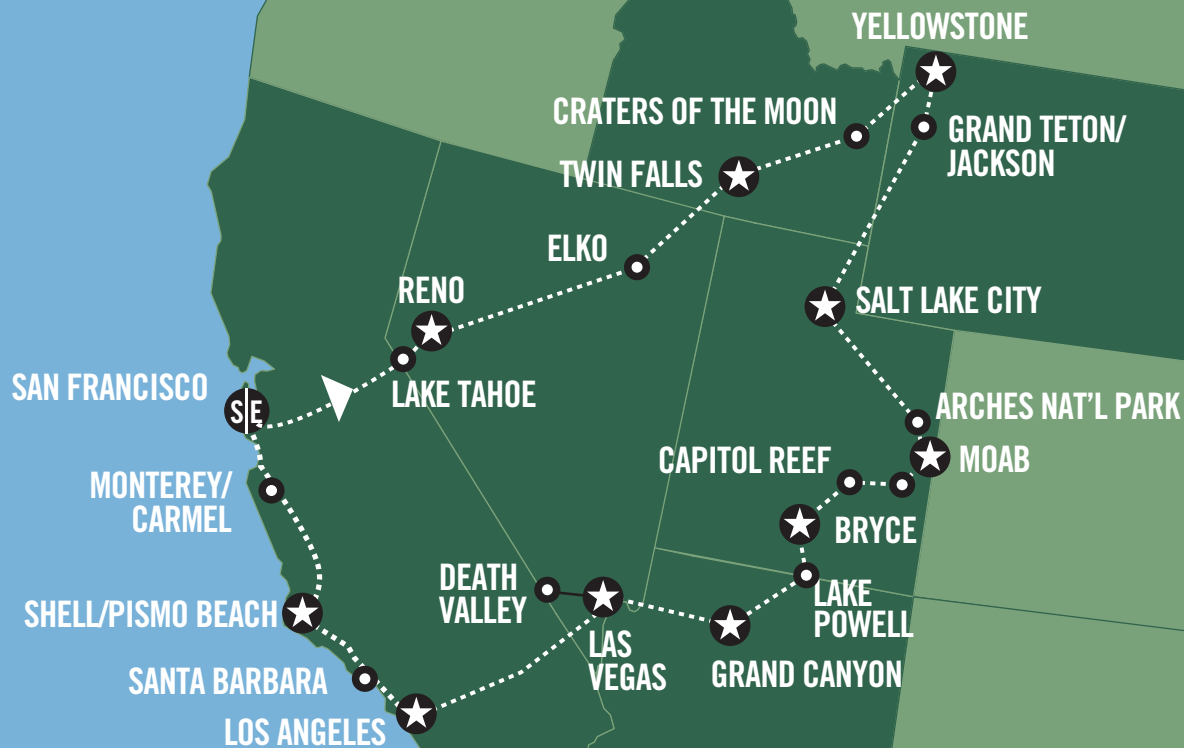 YELLOWSTONE
CRATERS OF THE MOON
GRAND TETON/
JACKSON
TWIN FALLS
ELKO
RENO
SALT LAKE CITY
SAN FRANCISCO
S|E
LAKE TAHOE
ARCHES NAT'L PARK
CAPITOL REEF
MOAB
MONTEREY/
CARMEL
BRYCE
DEATH
VALLEY
LAKE
POWELL
SHELL/PISMO BEACH
LAS
VEGAS
GRAND CANYON
SANTA BARBARA
LOS ANGELES